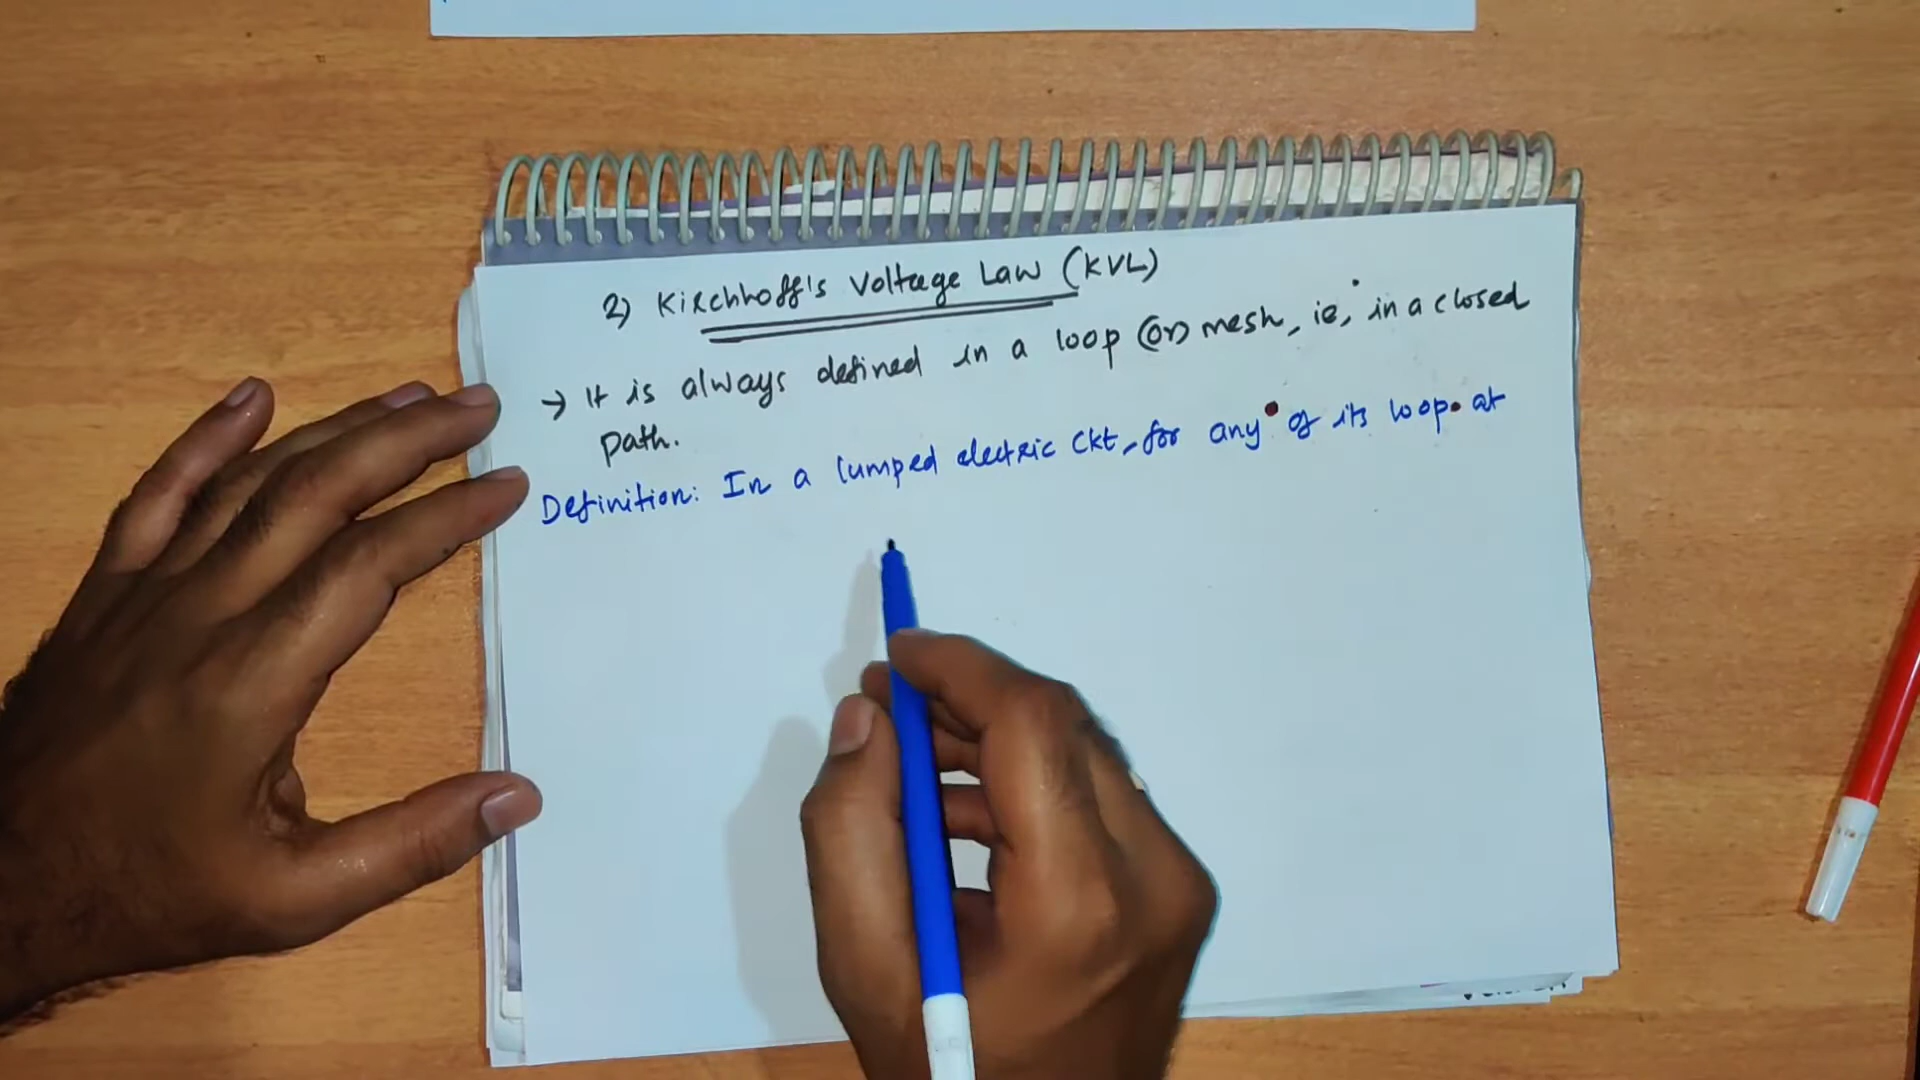 2) Kirchhoff's Voltage Law (KVL)
→ It is always defined in a loop (or) mesh, ie, in a closed
path.
Definition: In a lumped electric Ckt, for any of its loop at